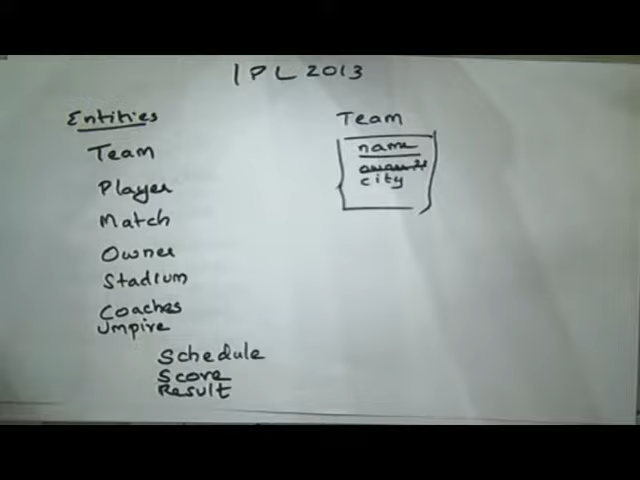 IPL 2013
Entities
Team
Player
Match
Owner
Stadium
Coaches
Umpire
Schedule
Score
Result
Team
name
city